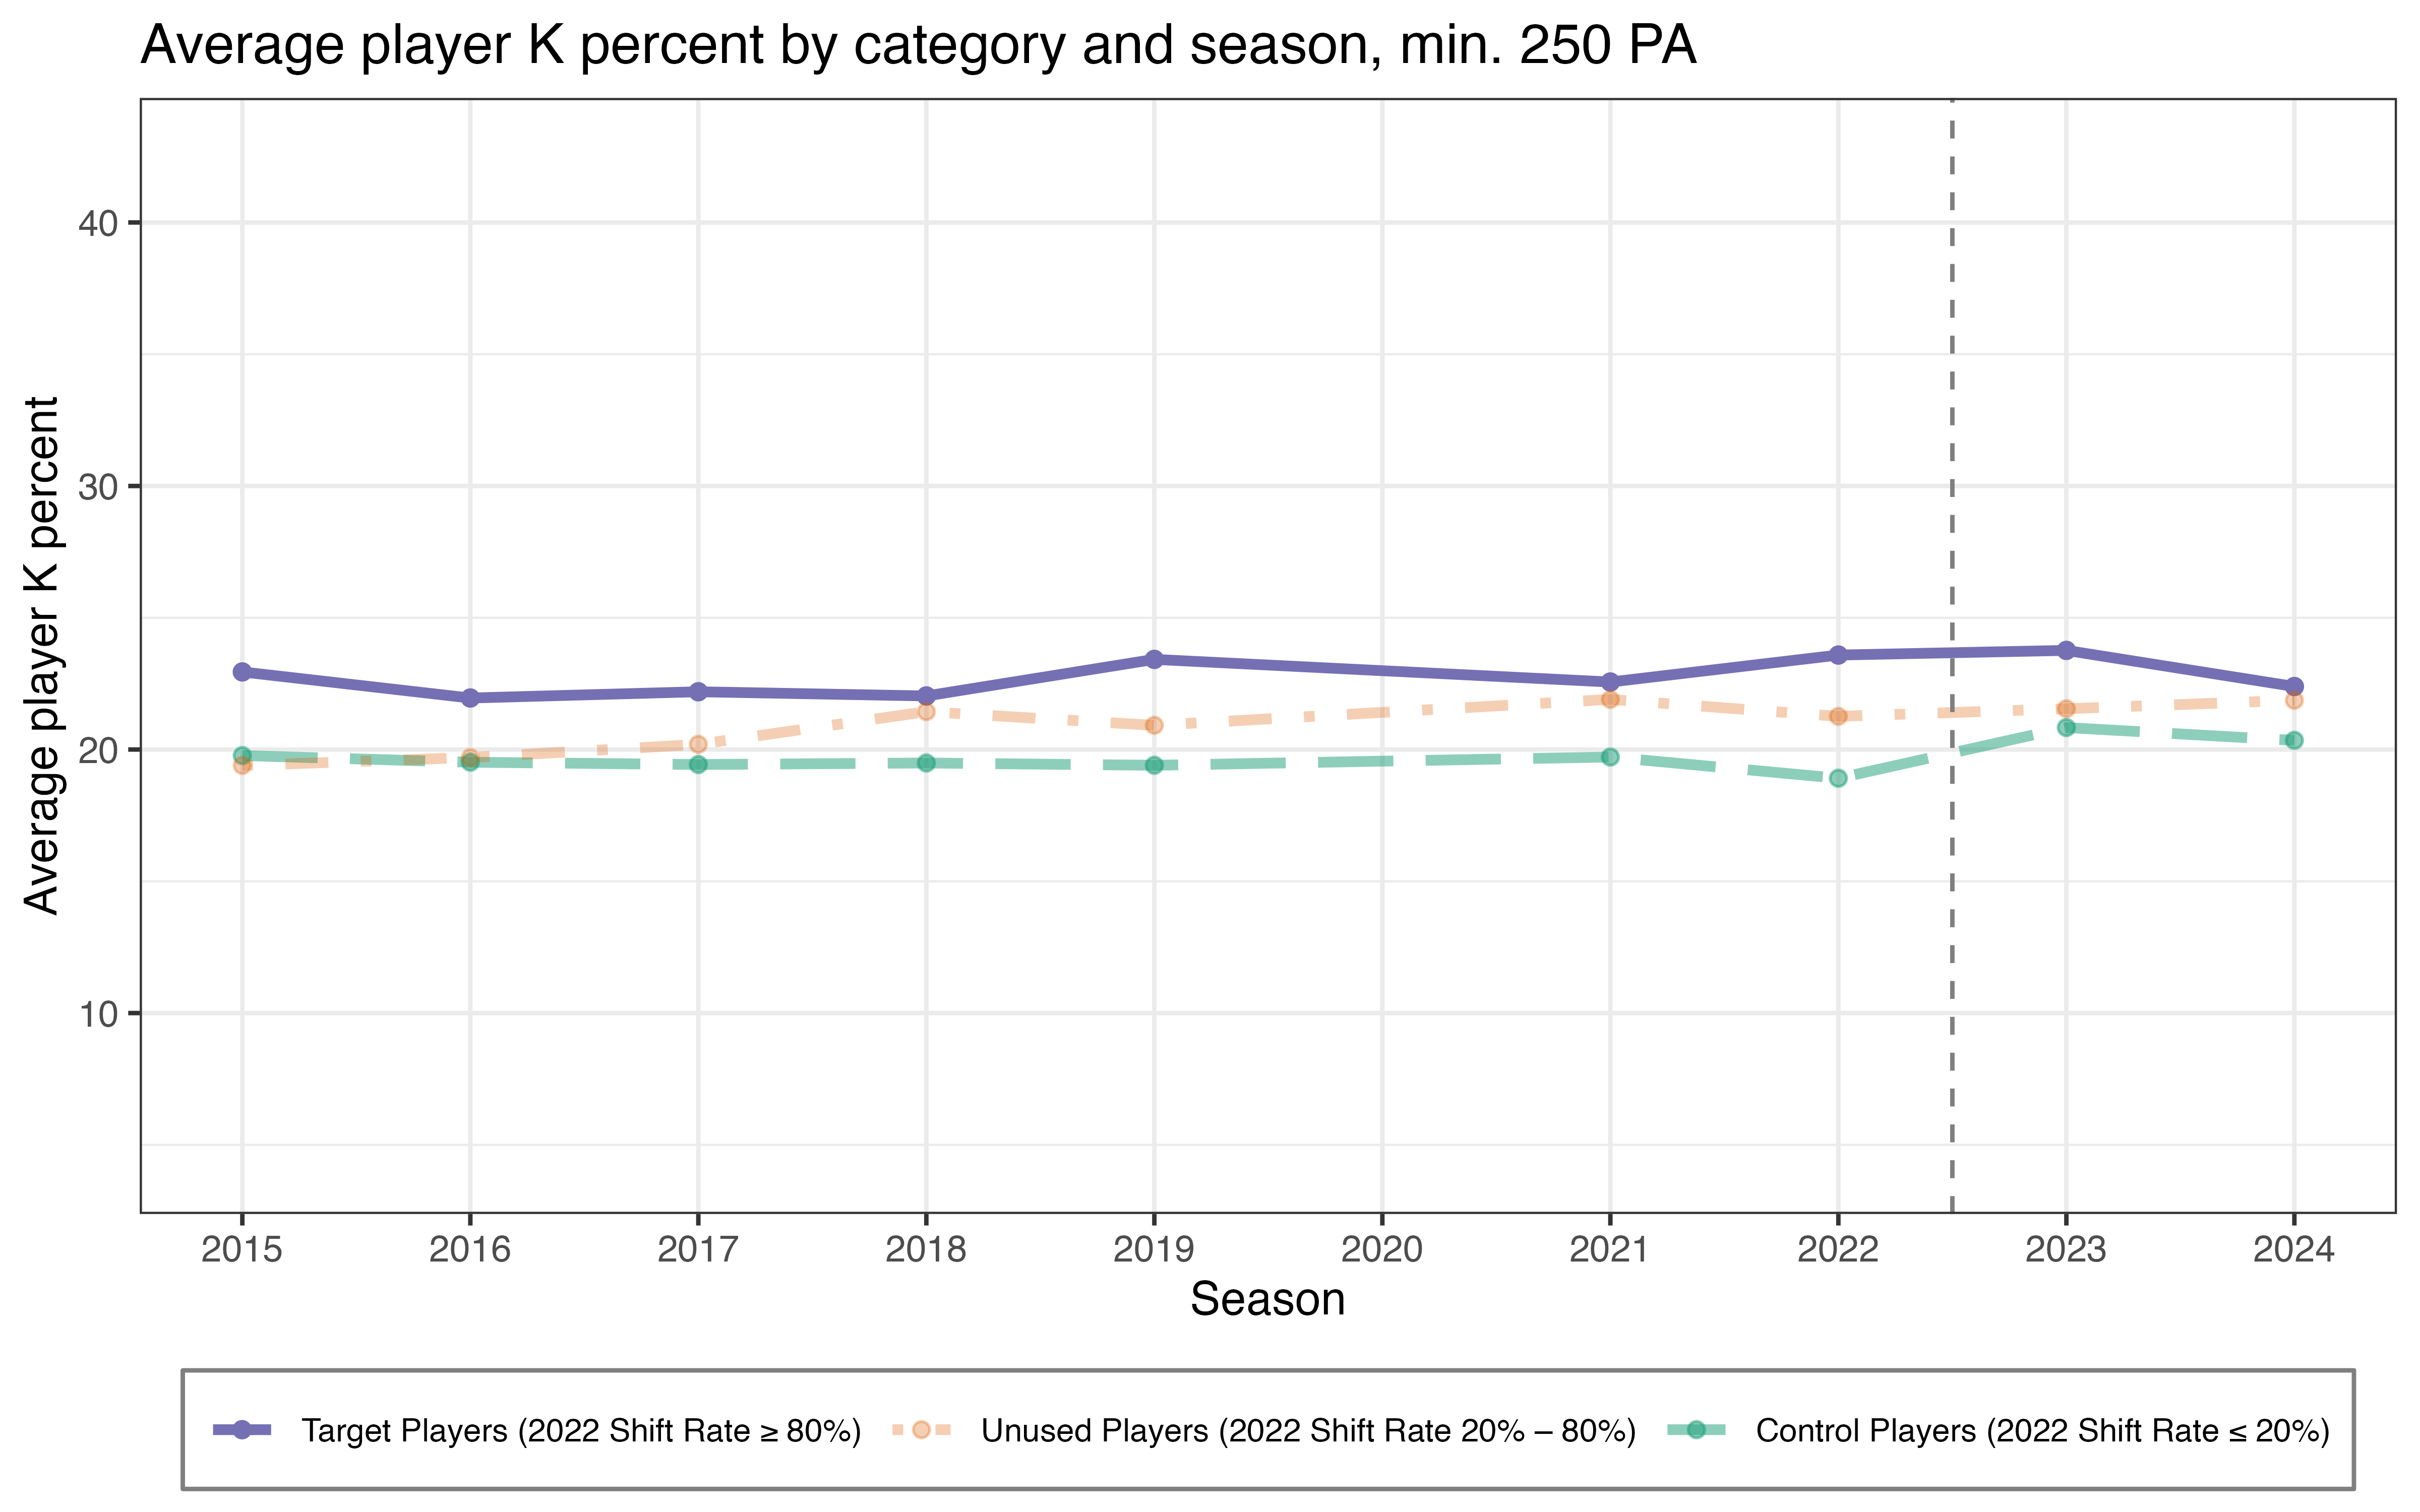 Average player K percent by category and season, min. 250 PA
Average player K percent
40
30
20
10
2015 2016 2017 2018 2019 2020 2021 2022 2023 2024
Season
Target Players (2022 Shift Rate ≥ 80%) Unused Players (2022 Shift Rate 20% – 80%) Control Players (2022 Shift Rate ≤ 20%)